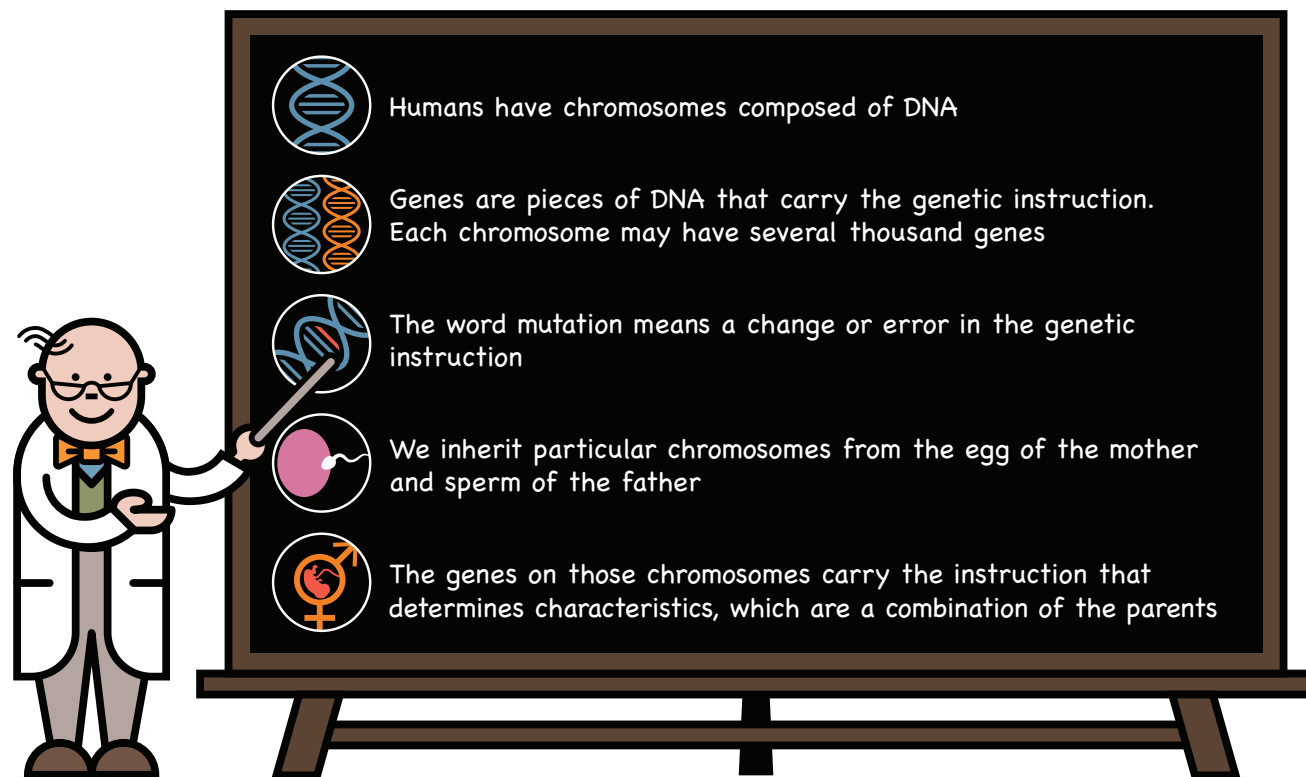 Humans have chromosomes composed of DNA
Genes are pieces of DNA that carry the genetic instruction.
Each chromosome may have several thousand genes
The word mutation means a change or error in the genetic
instruction
We inherit particular chromosomes from the egg of the mother
and sperm of the father
The genes on those chromosomes carry the instruction that
determines characteristics, which are a combination of the parents